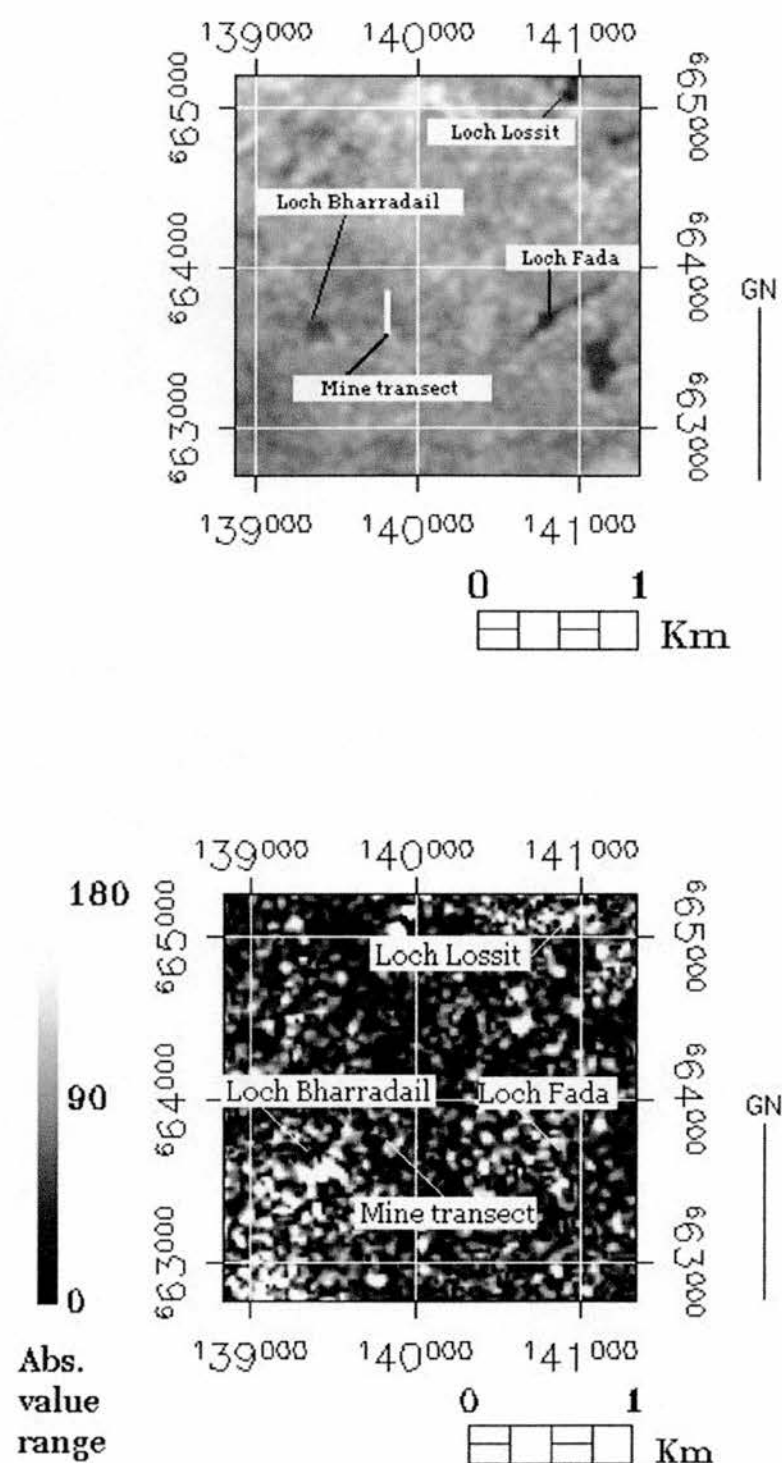 139000 140000 141000
665000 665000
Loch Lossit
Loch Bharradail
Loch Fada
664000 664000
GN
Mine transect
663000 663000
139000 140000 141000
0 1
Km
139000 140000 141000
180
665000 665000
Loch Lossit
90
Loch Bharradail Loch Fada
664000 664000
GN
Mine transect
663000 663000
0
139000 140000 141000
Abs.
value
range
0 1
Km